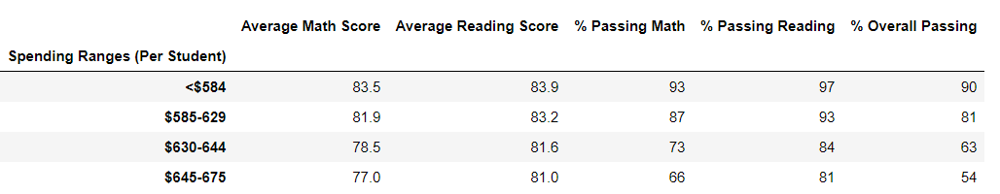 Average Math Score Average Reading Score % Passing Math % Passing Reading % Overall Passing
Spending Ranges (Per Student)
<$584 83.5 83.9 93 97 90
$585-629 81.9 83.2 87 93 81
$630-644 78.5 81.6 73 84 63
$645-675 77.0 81.0 66 81 54